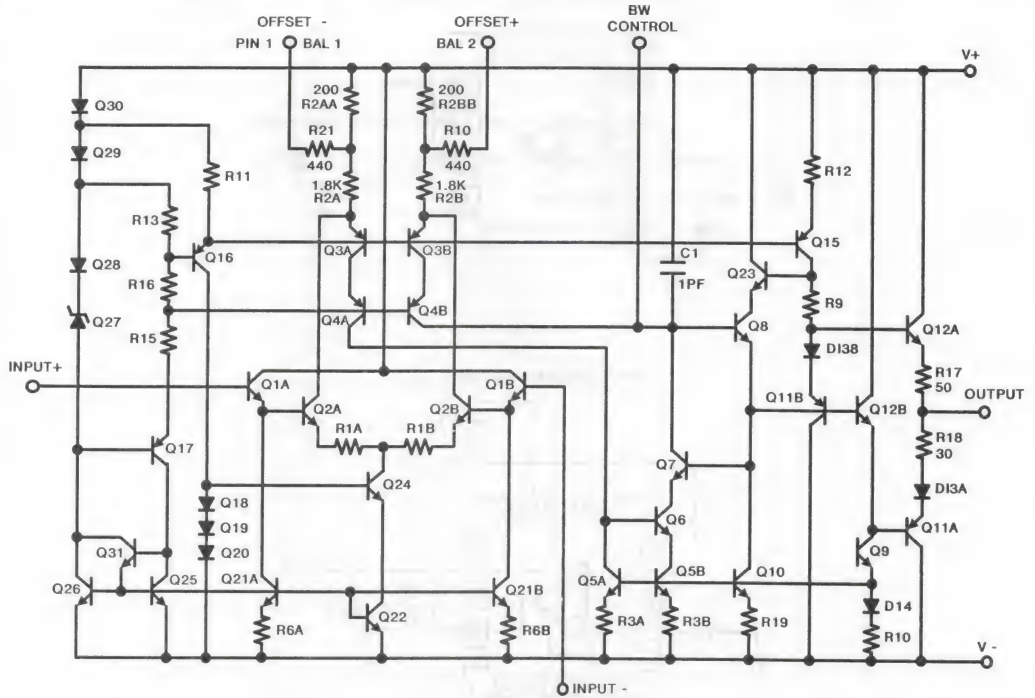 OFFSET -
PIN 1 BAL 1
OFFSET+
BAL 2
BW
CONTROL
V+
Q30
Q29
R11
200
R2AA
200
R2BB
R21
440
R10
440
R12
R13
1.8K
R2A
1.8K
R2B
Q16
Q3A
Q3B
Q15
C1
1PF
Q23
Q28
R16
R9
Q27
Q4A
Q4B
Q8
Q12A
R15
DI38
R17
50
INPUT+
OUTPUT
Q1A
Q1B
Q11B
Q12B
Q2A
Q2B
R1A
R1B
R18
30
Q17
Q7
Q24
DI3A
Q18
Q6
Q11A
Q19
Q31
Q9
Q20
Q26
Q25
Q21A
Q21B
Q5A
Q5B
Q10
Q22
D14
R6A
R6B
R3A
R3B
R19
R10
V -
INPUT -